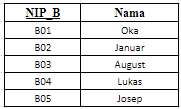 NIP_B Nama
B01 Oka
B02 Januar
B03 August
B04 Lukas
B05 Josep